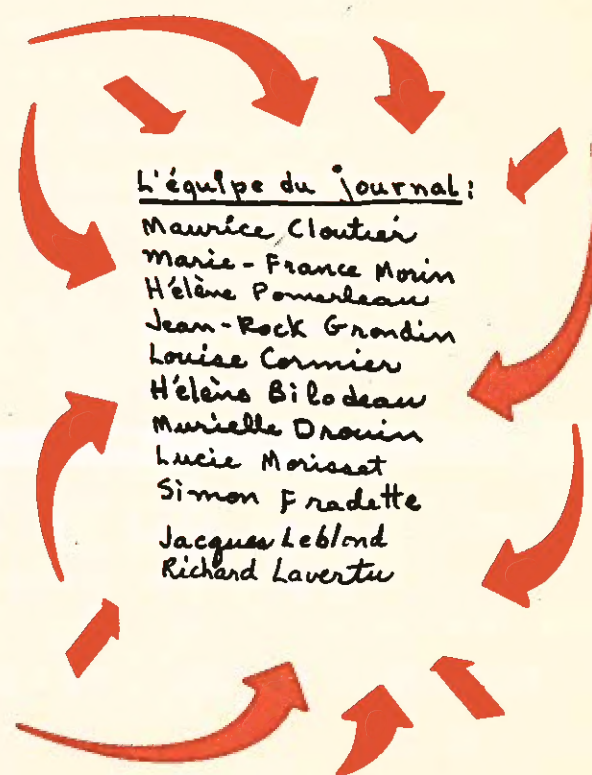 L'équipe du journal:
Maurice Cloutier
Marie-France Morin
Hélène Pomerleau
Jean-Rock Grondin
Louise Cormier
Hélène Bilodeau
Murielle Drouin
Lucie Morisset
Simon Fradette
Jacques Leblond
Richard Lavertu